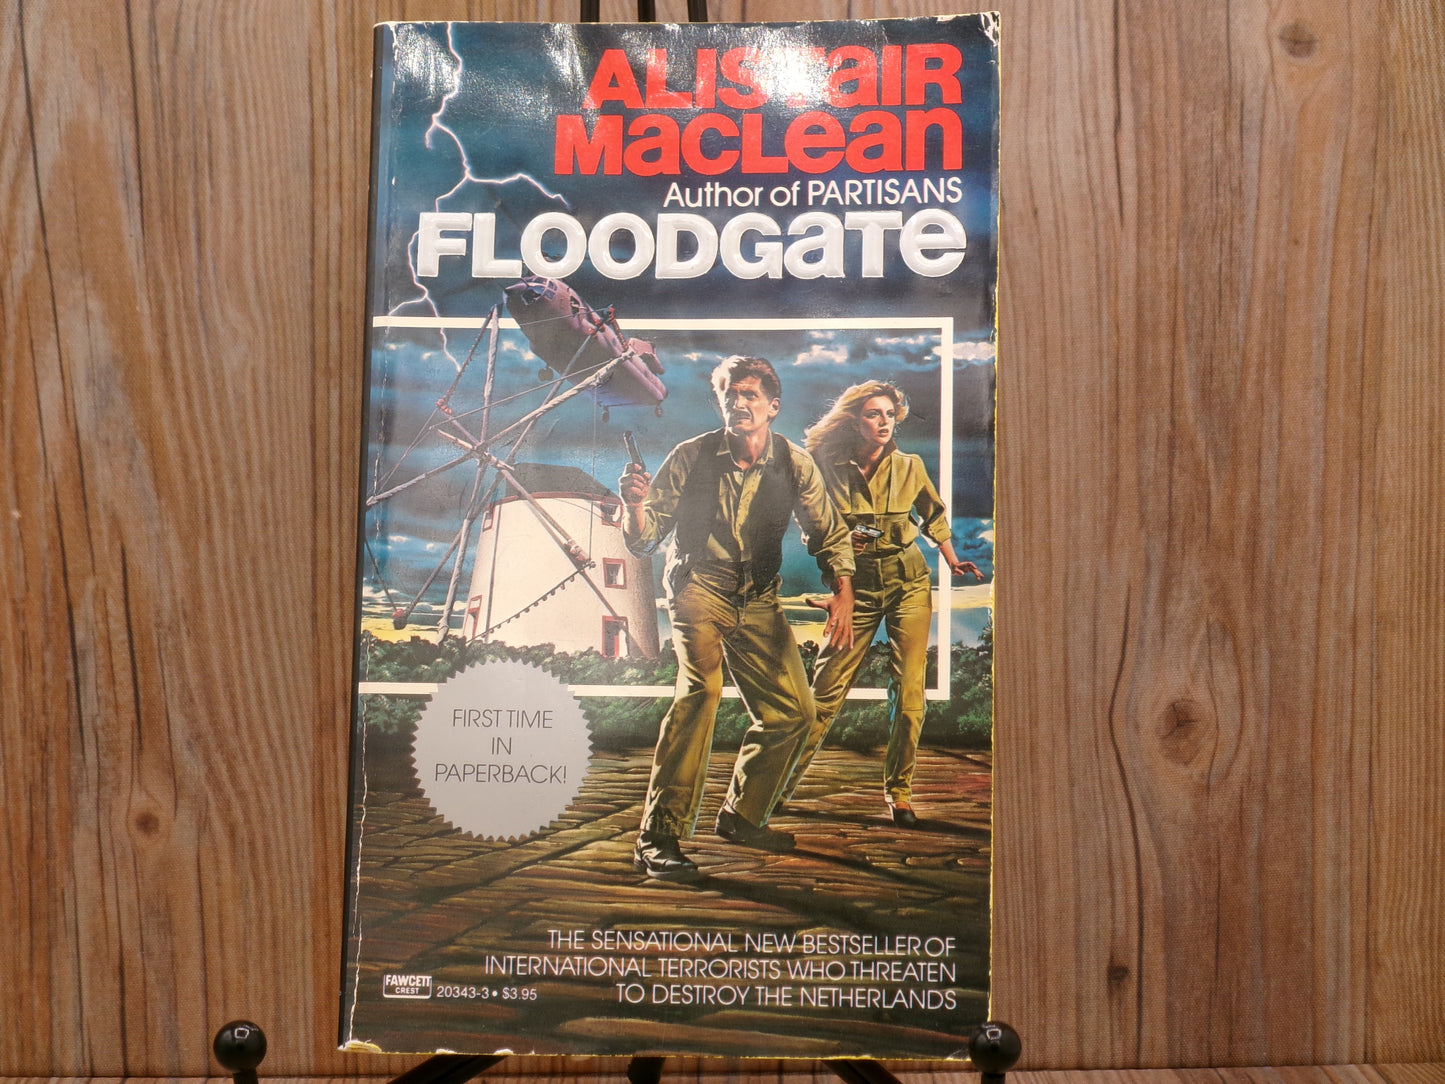 ALISTAIR
MACLEAN
Author of PARTISANS
FLOODGATE
FIRST TIME
IN
PAPERBACK!
THE SENSATIONAL NEW BESTSELLER OF
INTERNATIONAL TERRORISTS WHO THREATEN
TO DESTROY THE NETHERLANDS
FAWCETT
CREST
20343-3 • $3.95